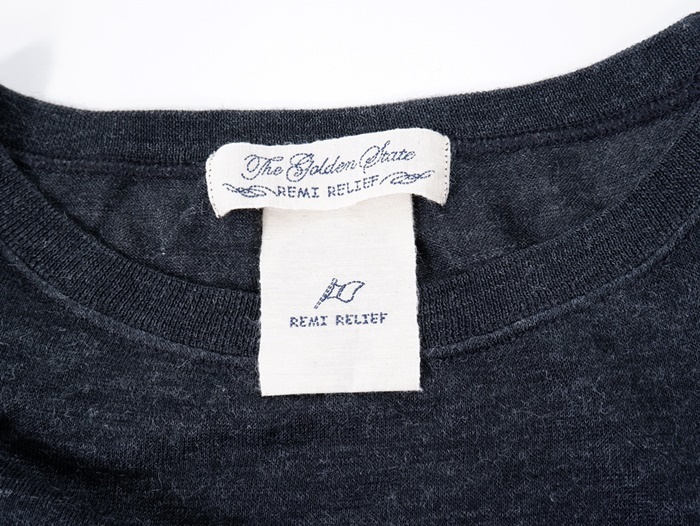 The Golden State
REMI RELIEF
REMI RELIEF